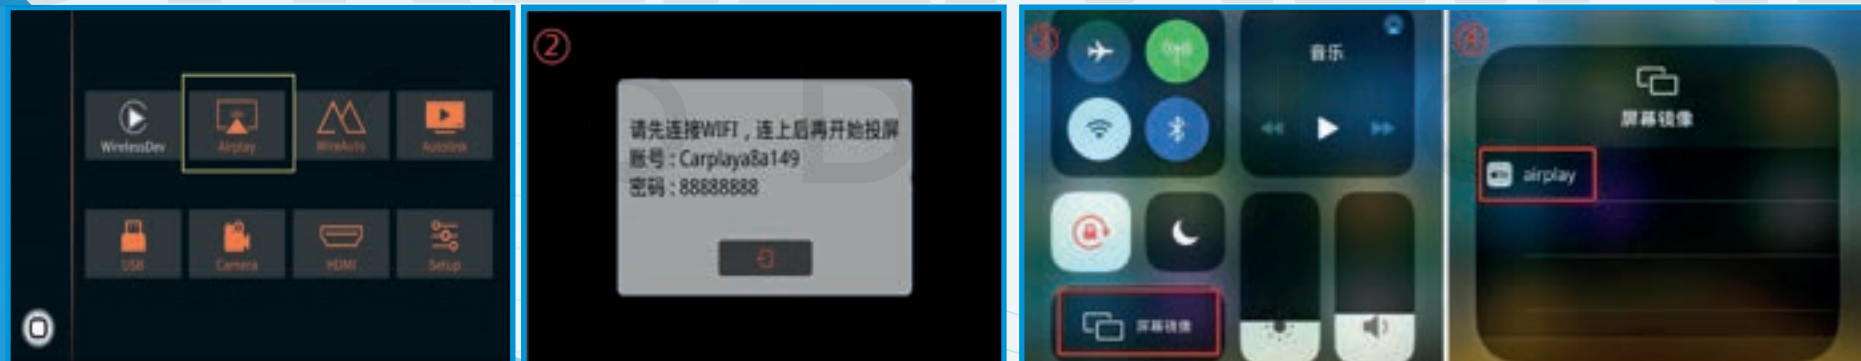 WirelessDev
Airplay
WireAuto
Autolink
USB
Camera
HDMI
Setup
②
请先连接WIFI，连上后再开始投屏
账号：Carplaya8a149
密码：88888888
③
音乐
屏幕镜像
④
屏幕镜像
airplay